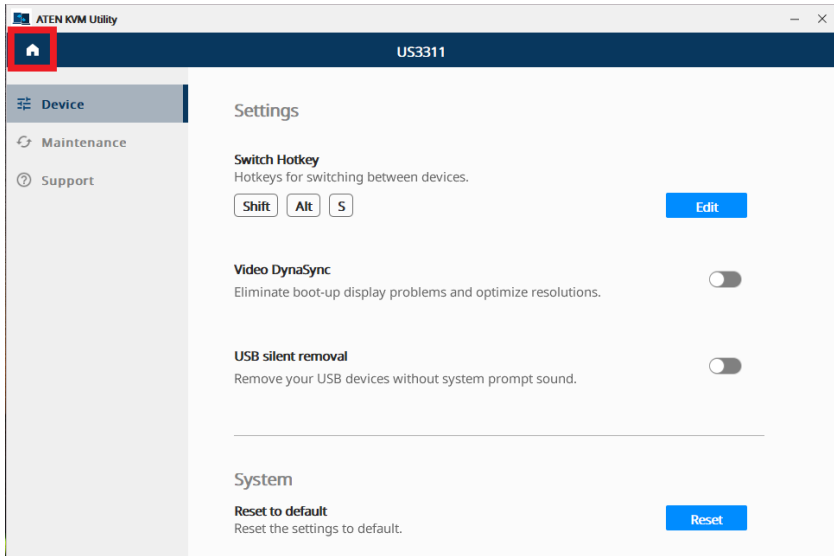 ATEN KVM Utility
US3311
Device
Maintenance
Support
Settings
Switch Hotkey
Hotkeys for switching between devices.
Shift Alt S
Edit
Video DynaSync
Eliminate boot-up display problems and optimize resolutions.
USB silent removal
Remove your USB devices without system prompt sound.
System
Reset to default
Reset the settings to default.
Reset